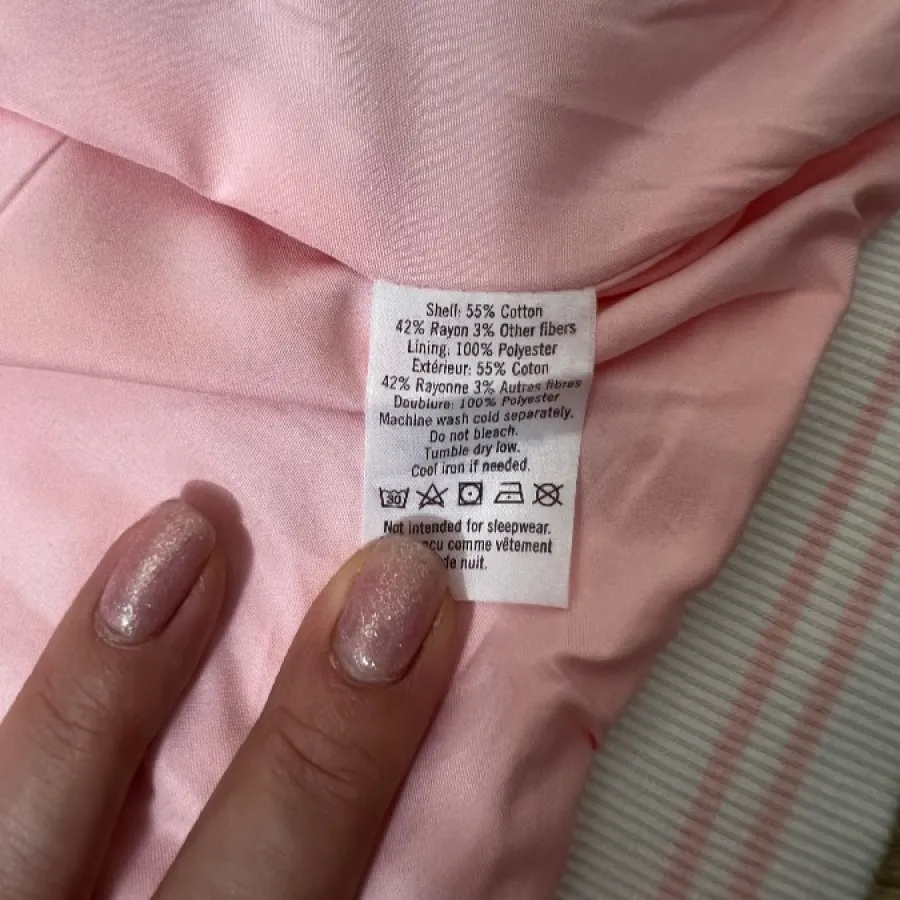 Shell: 55% Cotton
42% Rayon 3% Other fibers
Lining: 100% Polyester
Extérieur: 55% Coton
42% Rayonne 3% Autres fibres
Doublure: 100% Polyester
Machine wash cold separately.
Do not bleach.
Tumble dry low.
Cool iron if needed.
30
Not intended for sleepwear.
comme vêtement
de nuit.